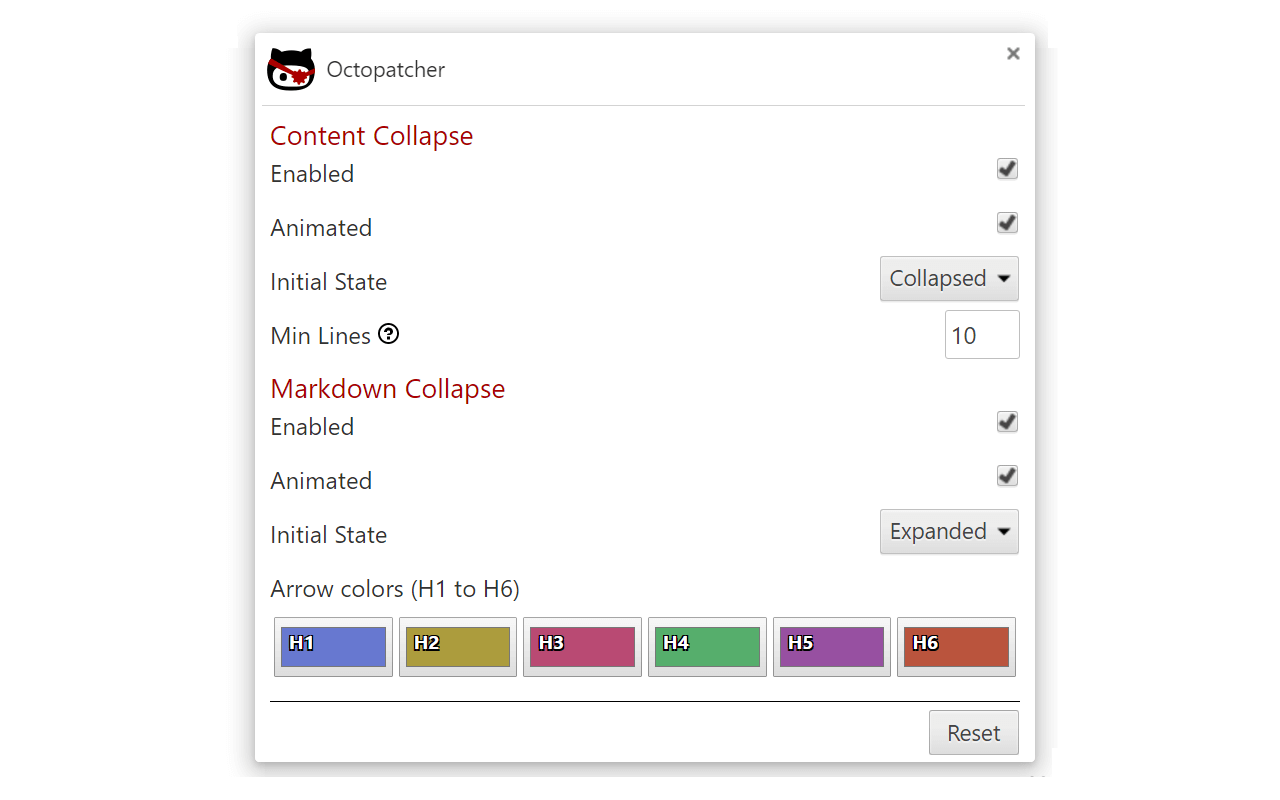 Octopatcher
Content Collapse
Enabled
Animated
Initial State Collapsed
Min Lines ? 10
Markdown Collapse
Enabled
Animated
Initial State Expanded
Arrow colors (H1 to H6)
H1 H2 H3 H4 H5 H6
Reset